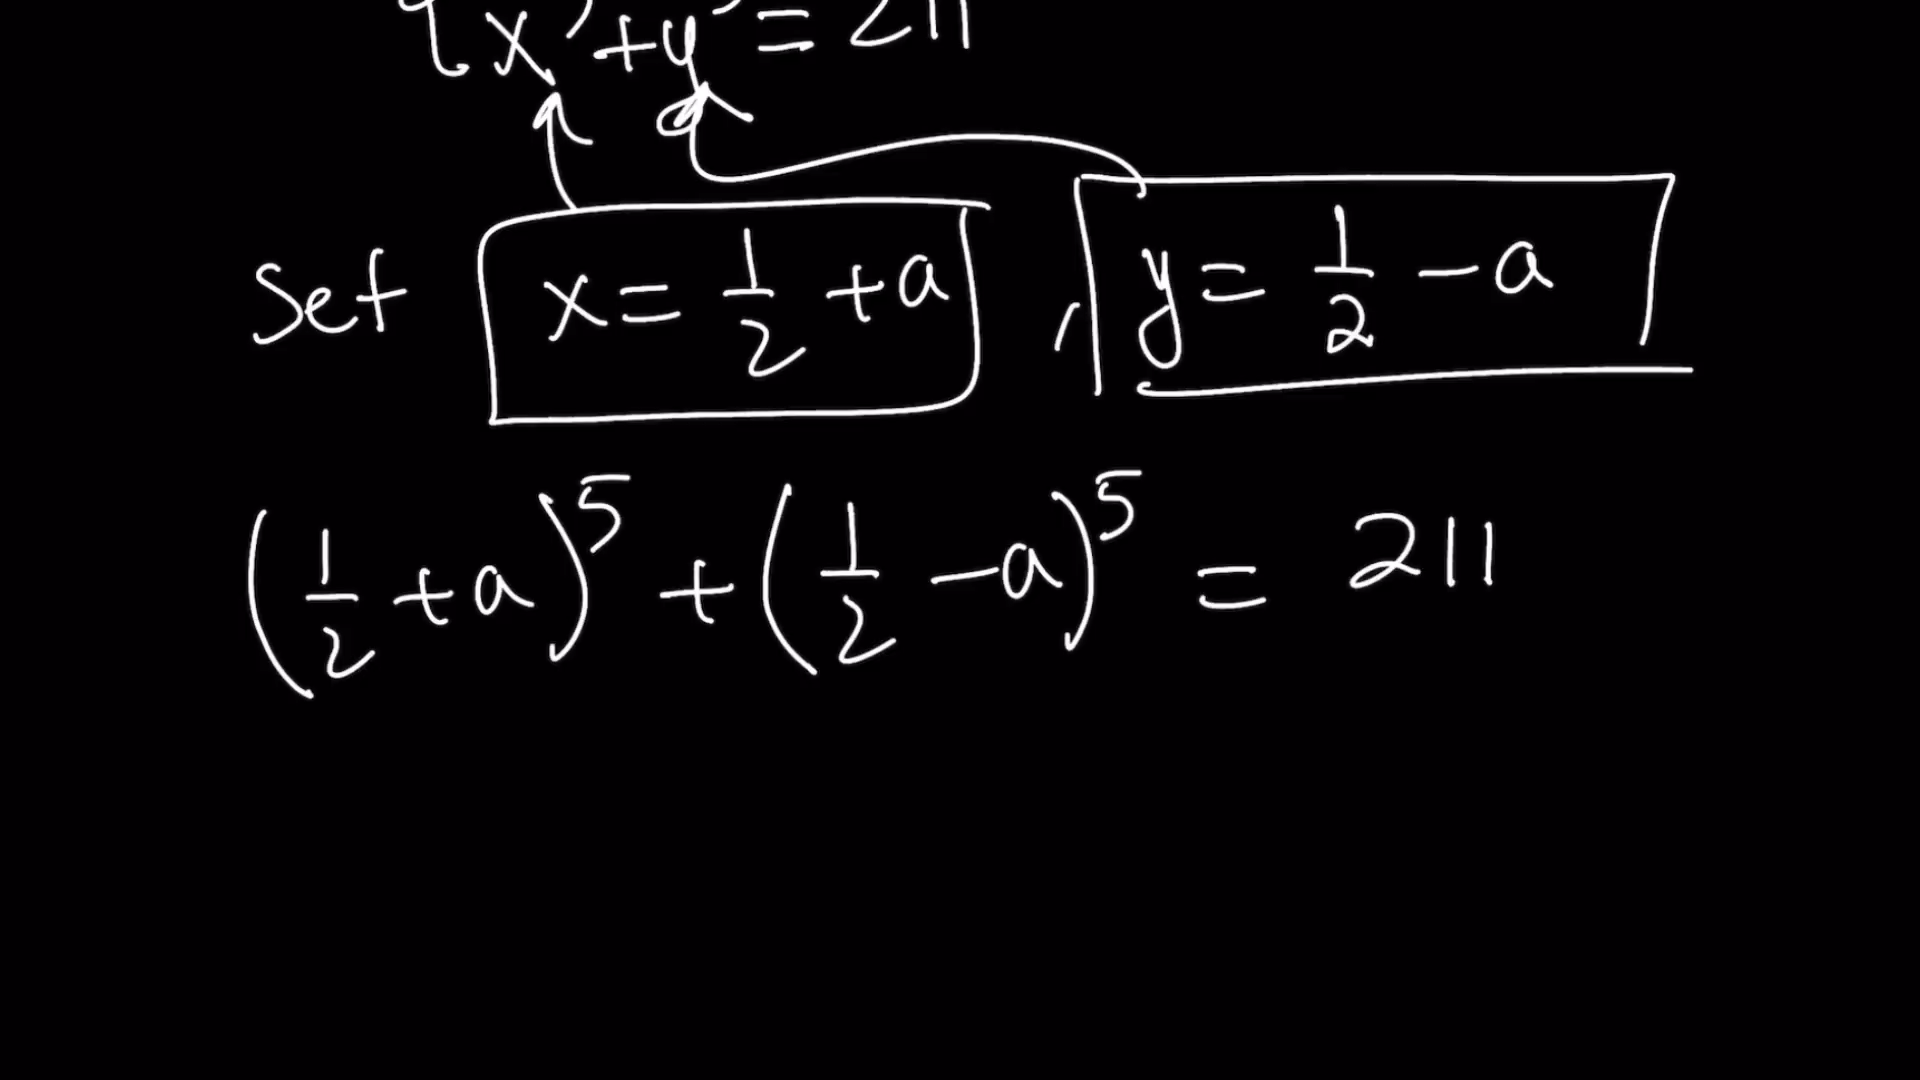 { x⁵ + y⁵ = 211
Set x = 1/2 + a , y = 1/2 - a
(1/2 + a)⁵ + (1/2 - a)⁵ = 211